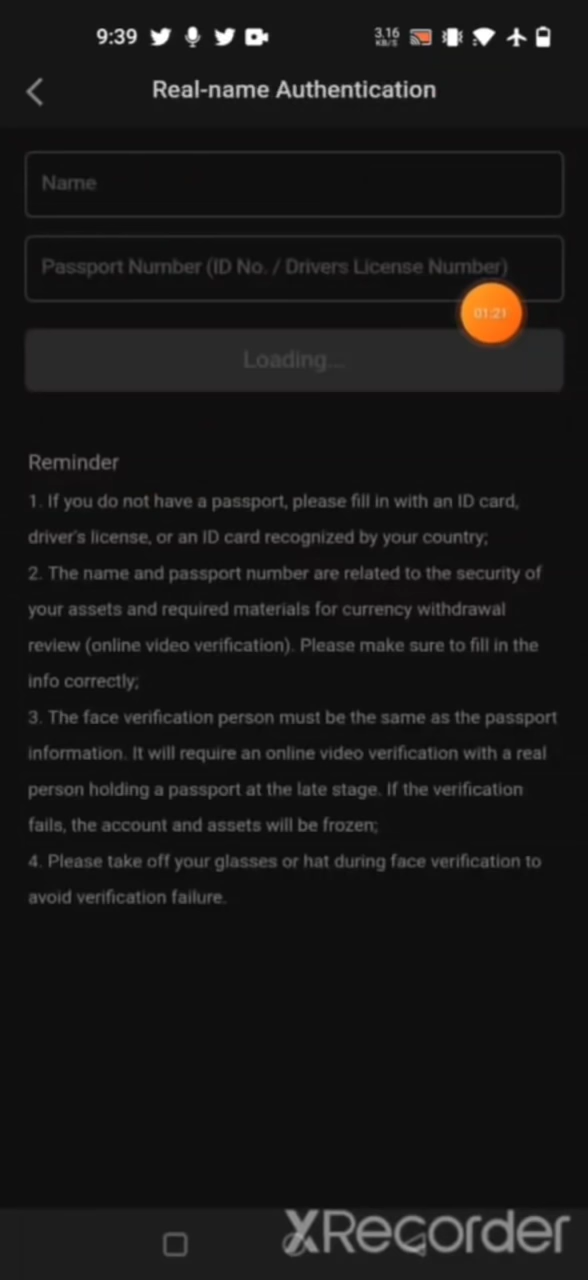 9:39
3.16
KB/S
Real-name Authentication
Name
Passport Number (ID No. / Drivers License Number)
01:21
Loading...
Reminder
1. If you do not have a passport, please fill in with an ID card,
driver's license, or an ID card recognized by your country;
2. The name and passport number are related to the security of
your assets and required materials for currency withdrawal
review (online video verification). Please make sure to fill in the
info correctly;
3. The face verification person must be the same as the passport
information. It will require an online video verification with a real
person holding a passport at the late stage. If the verification
fails, the account and assets will be frozen;
4. Please take off your glasses or hat during face verification to
avoid verification failure.
XRecorder